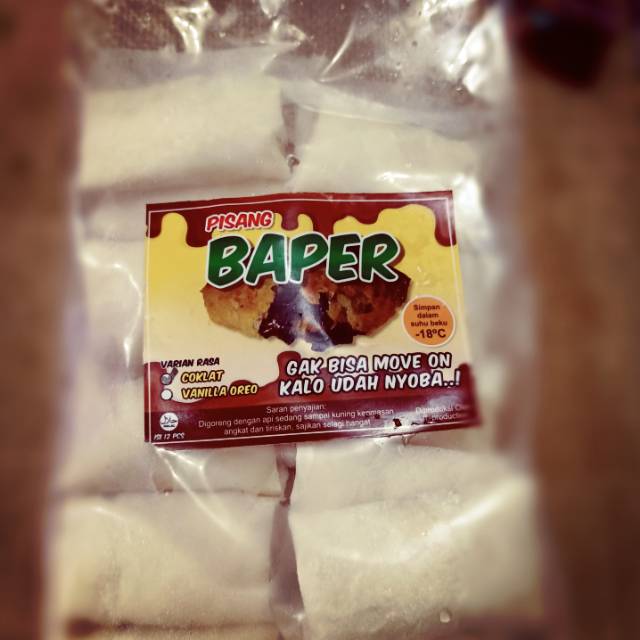 PISANG
BAPER
Simpan
dalam
suhu beku
-18°C
VARIAN RASA
COKLAT
VANILLA OREO
GAK BISA MOVE ON
KALO UDAH NYOBA..!
ISI 12 PCS
Saran penyajian:
Digoreng dengan api sedang sampai kuning keemasan
angkat dan tiriskan, sajikan selagi hangat
Diproduksi